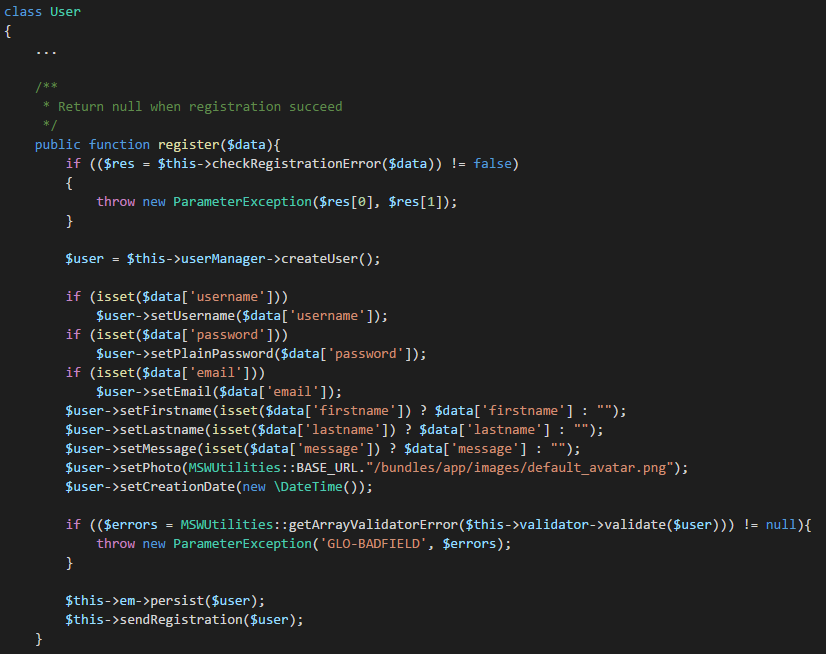 class User
{
    ...

    /**
     * Return null when registration succeed
     */
    public function register($data){
        if (($res = $this->checkRegistrationError($data)) != false)
        {
            throw new ParameterException($res[0], $res[1]);
        }

        $user = $this->userManager->createUser();

        if (isset($data['username']))
            $user->setUsername($data['username']);
        if (isset($data['password']))
            $user->setPlainPassword($data['password']);
        if (isset($data['email']))
            $user->setEmail($data['email']);
        $user->setFirstname(isset($data['firstname']) ? $data['firstname'] : "");
        $user->setLastname(isset($data['lastname']) ? $data['lastname'] : "");
        $user->setMessage(isset($data['message']) ? $data['message'] : "");
        $user->setPhoto(MSWUtilities::BASE_URL."/bundles/app/images/default_avatar.png");
        $user->setCreationDate(new \DateTime());

        if (($errors = MSWUtilities::getArrayValidatorError($this->validator->validate($user))) != null){
            throw new ParameterException('GLO-BADFIELD', $errors);
        }

        $this->em->persist($user);
        $this->sendRegistration($user);
    }